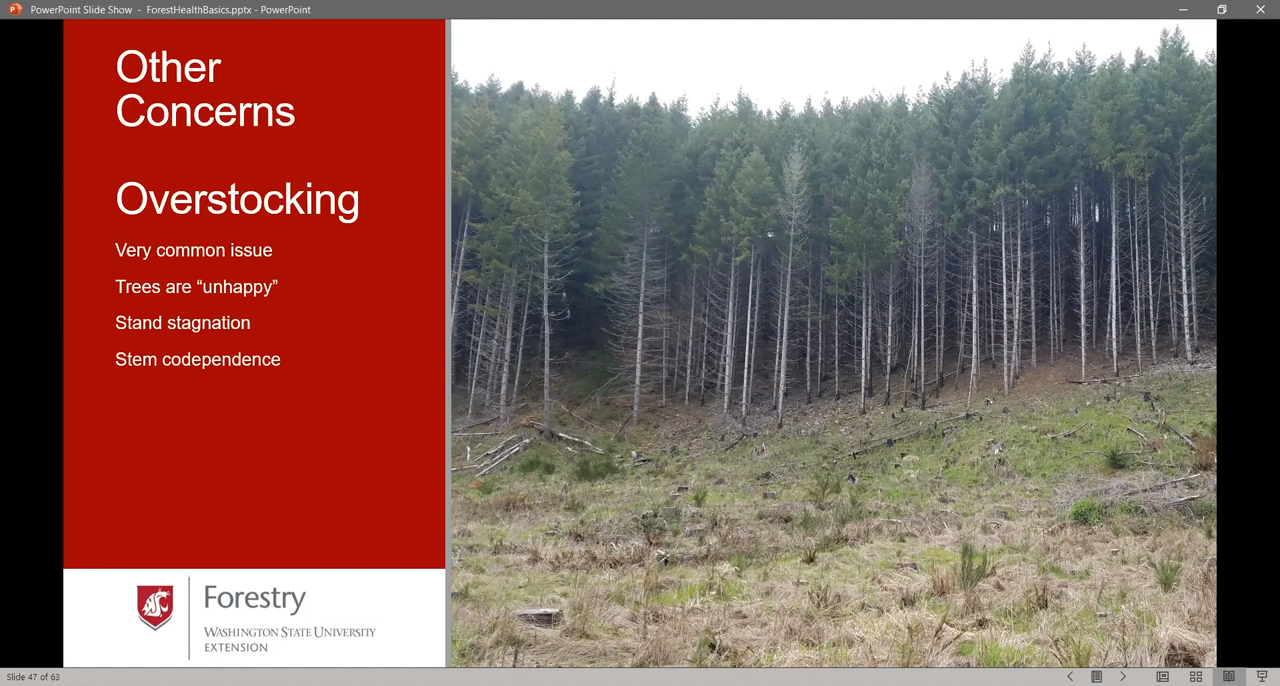 PowerPoint Slide Show - ForestHealthBasics.pptx - PowerPoint
Other
Concerns
Overstocking
Very common issue
Trees are “unhappy”
Stand stagnation
Stem codependence
Forestry
WASHINGTON STATE UNIVERSITY
EXTENSION
Slide 47 of 63